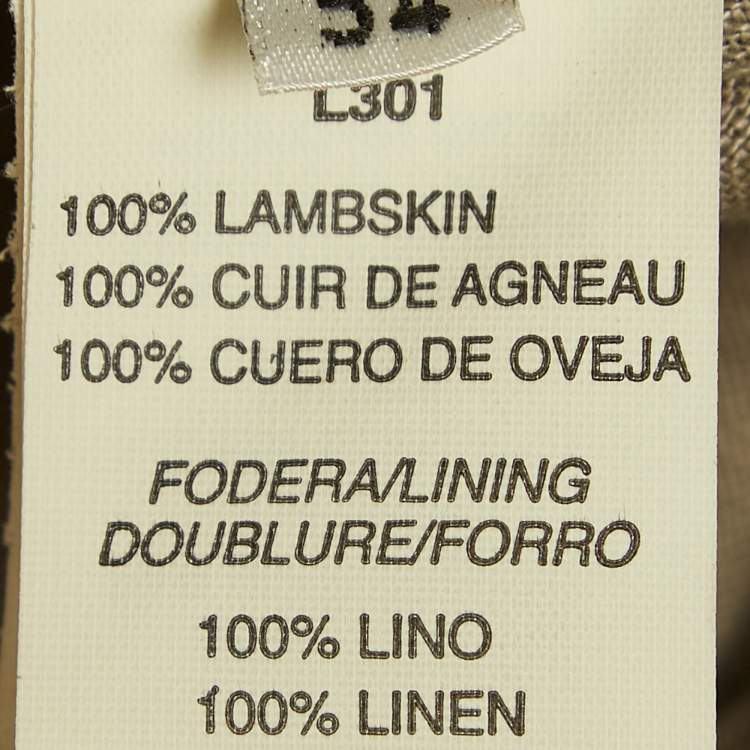 54
L301
100% LAMBSKIN
100% CUIR DE AGNEAU
100% CUERO DE OVEJA
FODERA/LINING
DOUBLURE/FORRO
100% LINO
100% LINEN